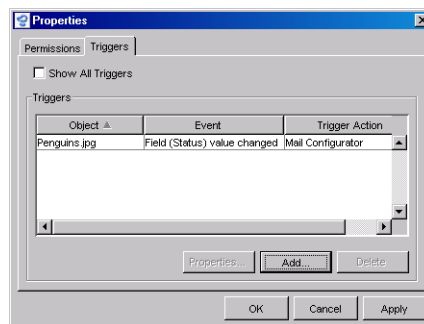 Properties
Permissions Triggers
Show All Triggers
Triggers
Object Event Trigger Action
Penguins.jpg Field (Status) value changed Mail Configurator
Properties... Add... Delete
OK Cancel Apply